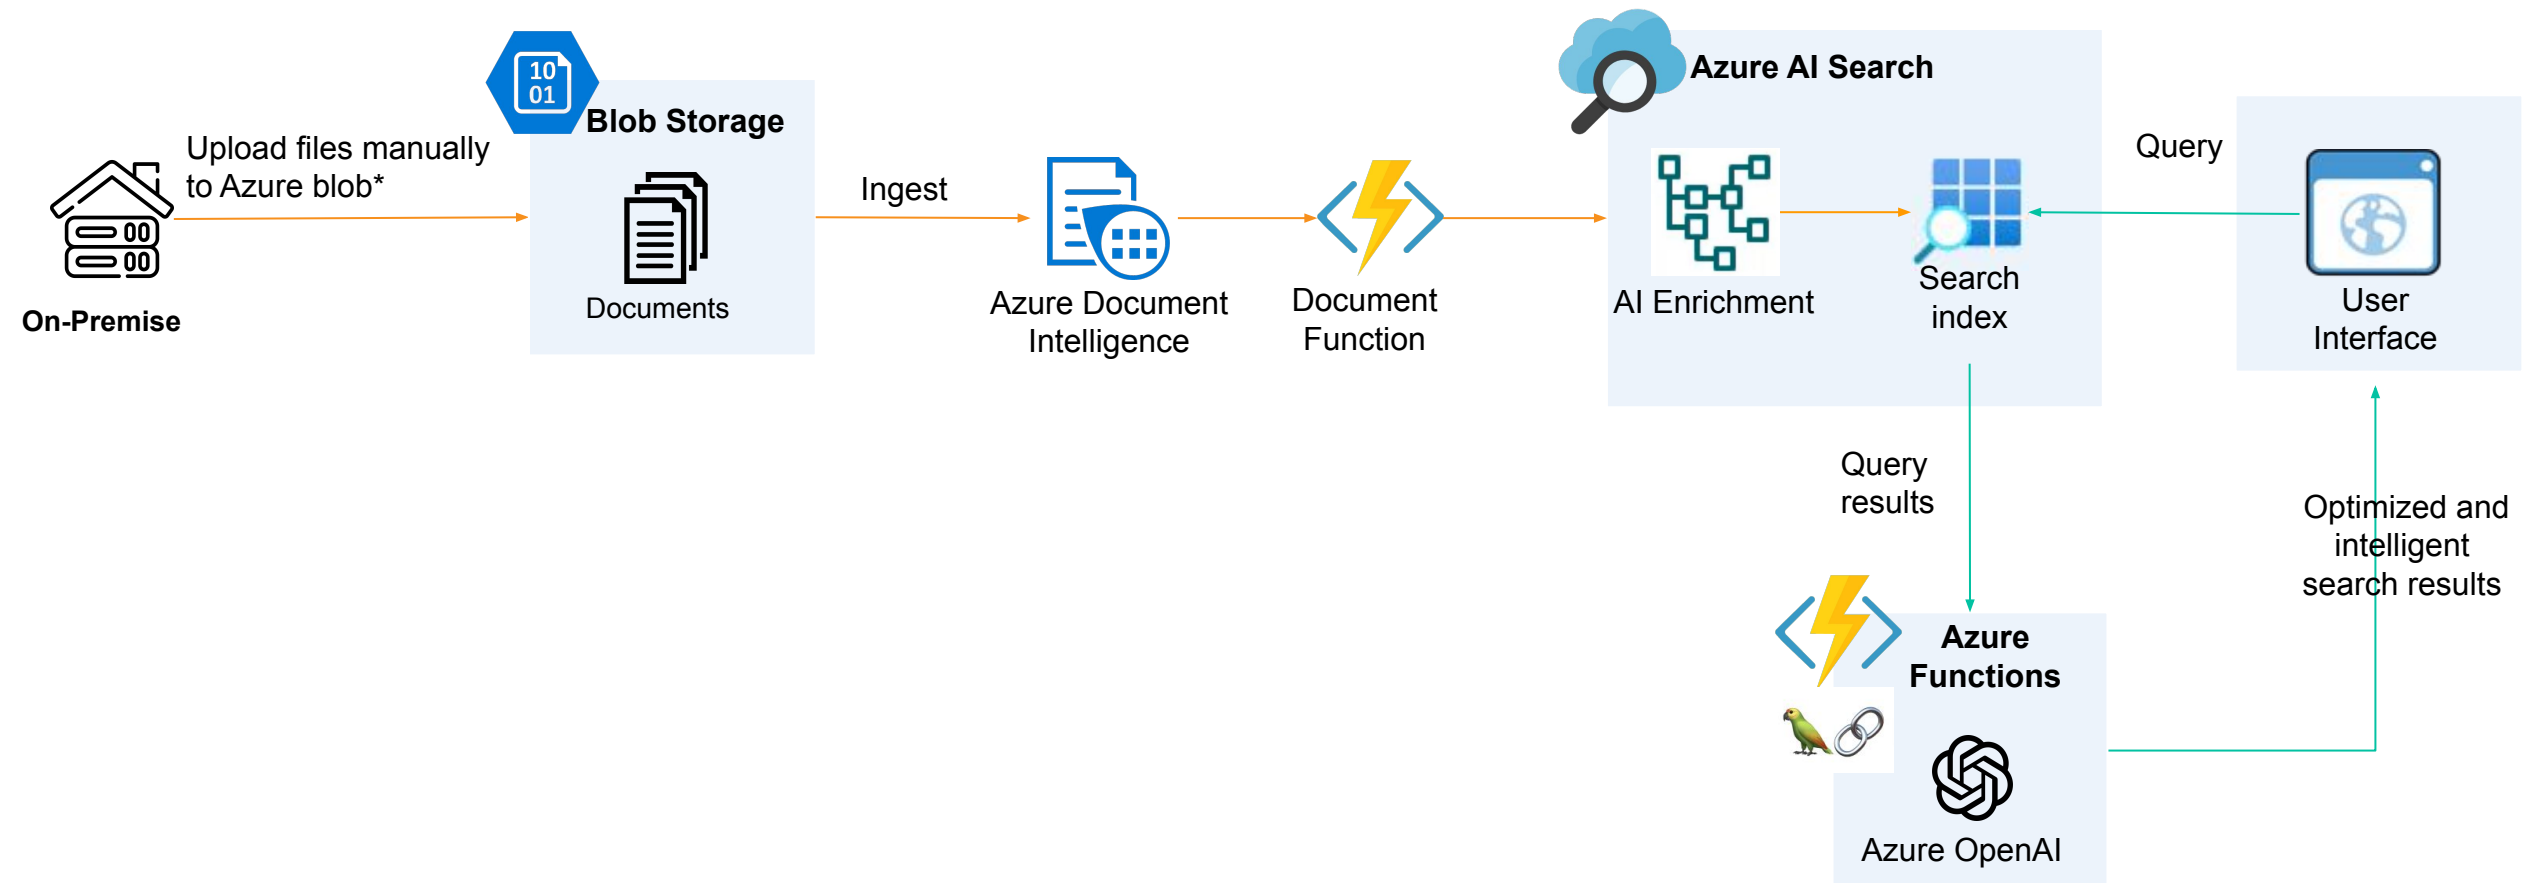 10
01
Blob Storage
Upload files manually
to Azure blob*
On-Premise
Documents
Ingest
Azure Document
Intelligence
Document
Function
Azure AI Search
AI Enrichment
Search
index
Query
User
Interface
Query
results
Optimized and
intelligent
search results
Azure
Functions
Azure OpenAI